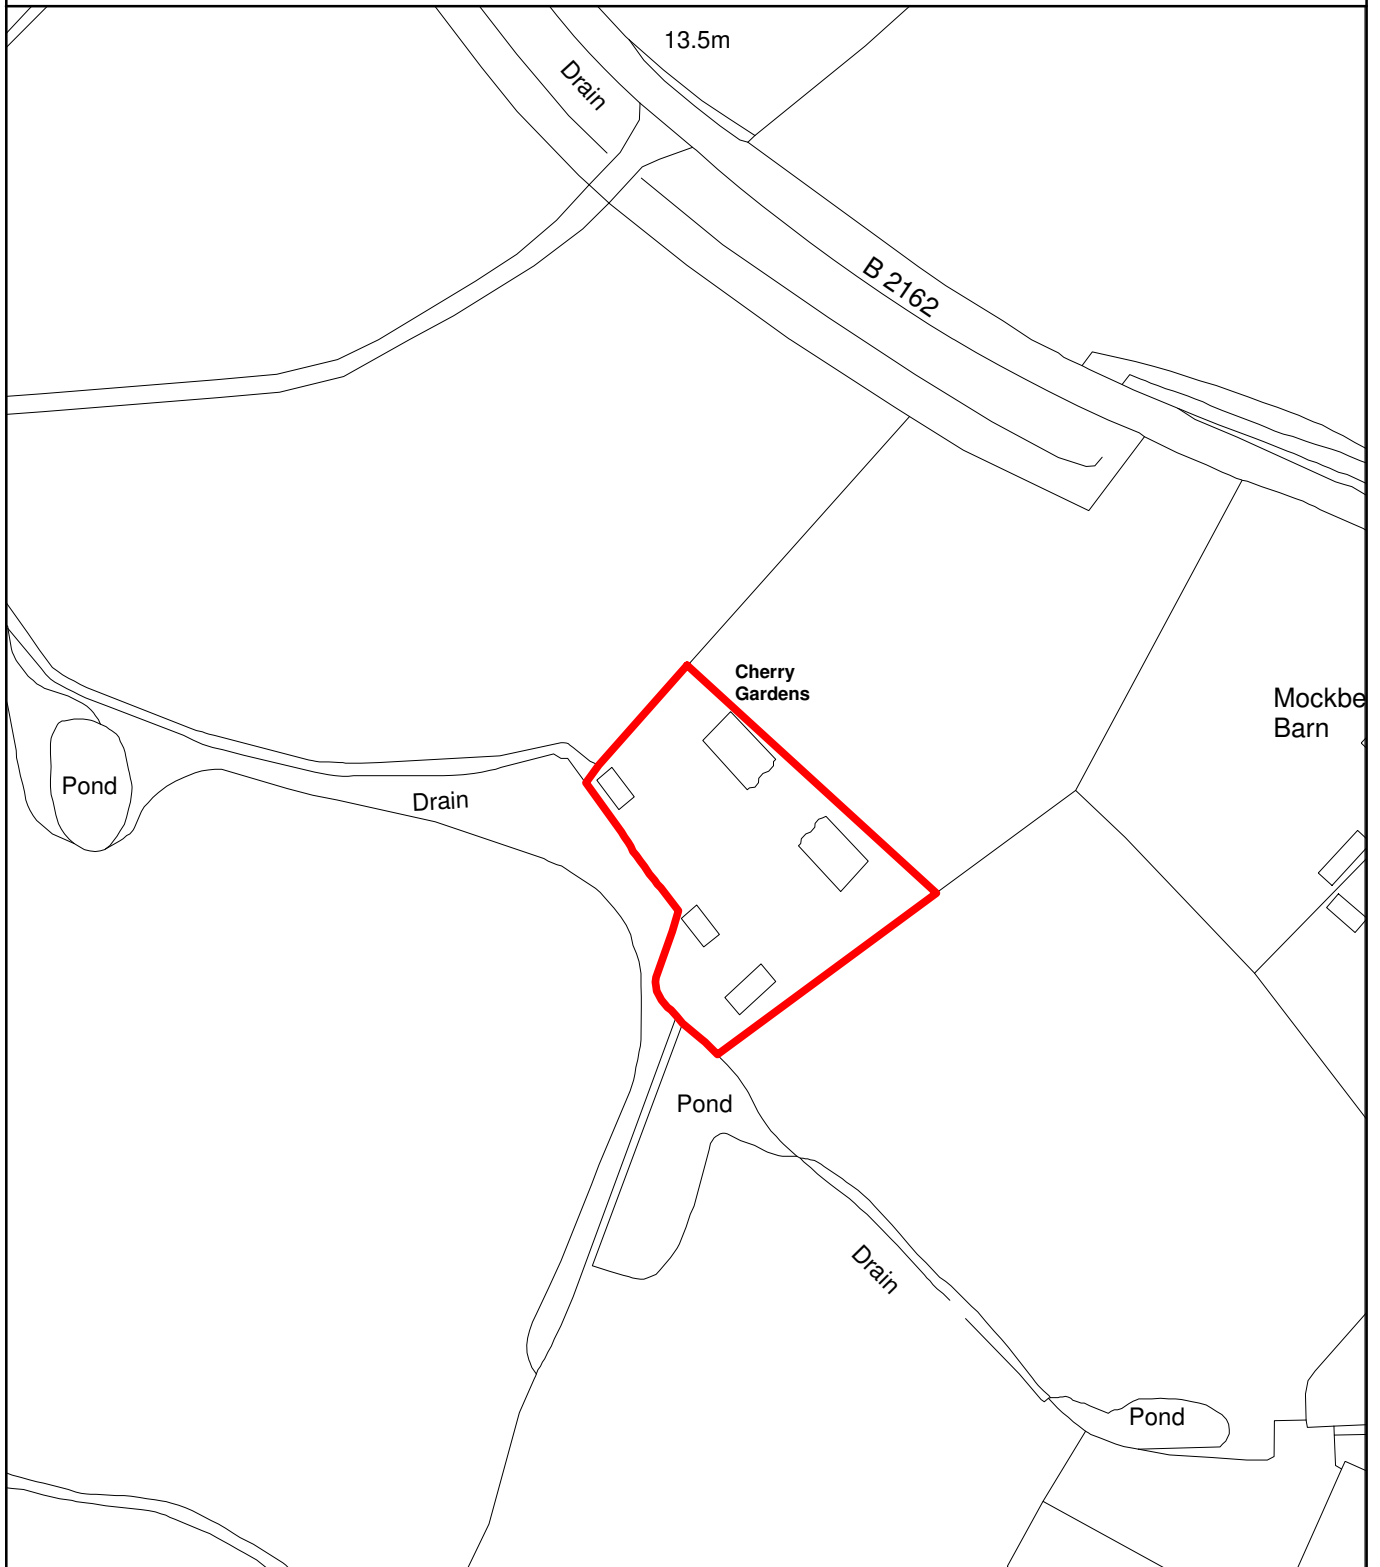 13.5m
Drain
B 2162
Cherry
Gardens
Mockbe
Barn
Pond
Drain
Pond
Drain
Pond